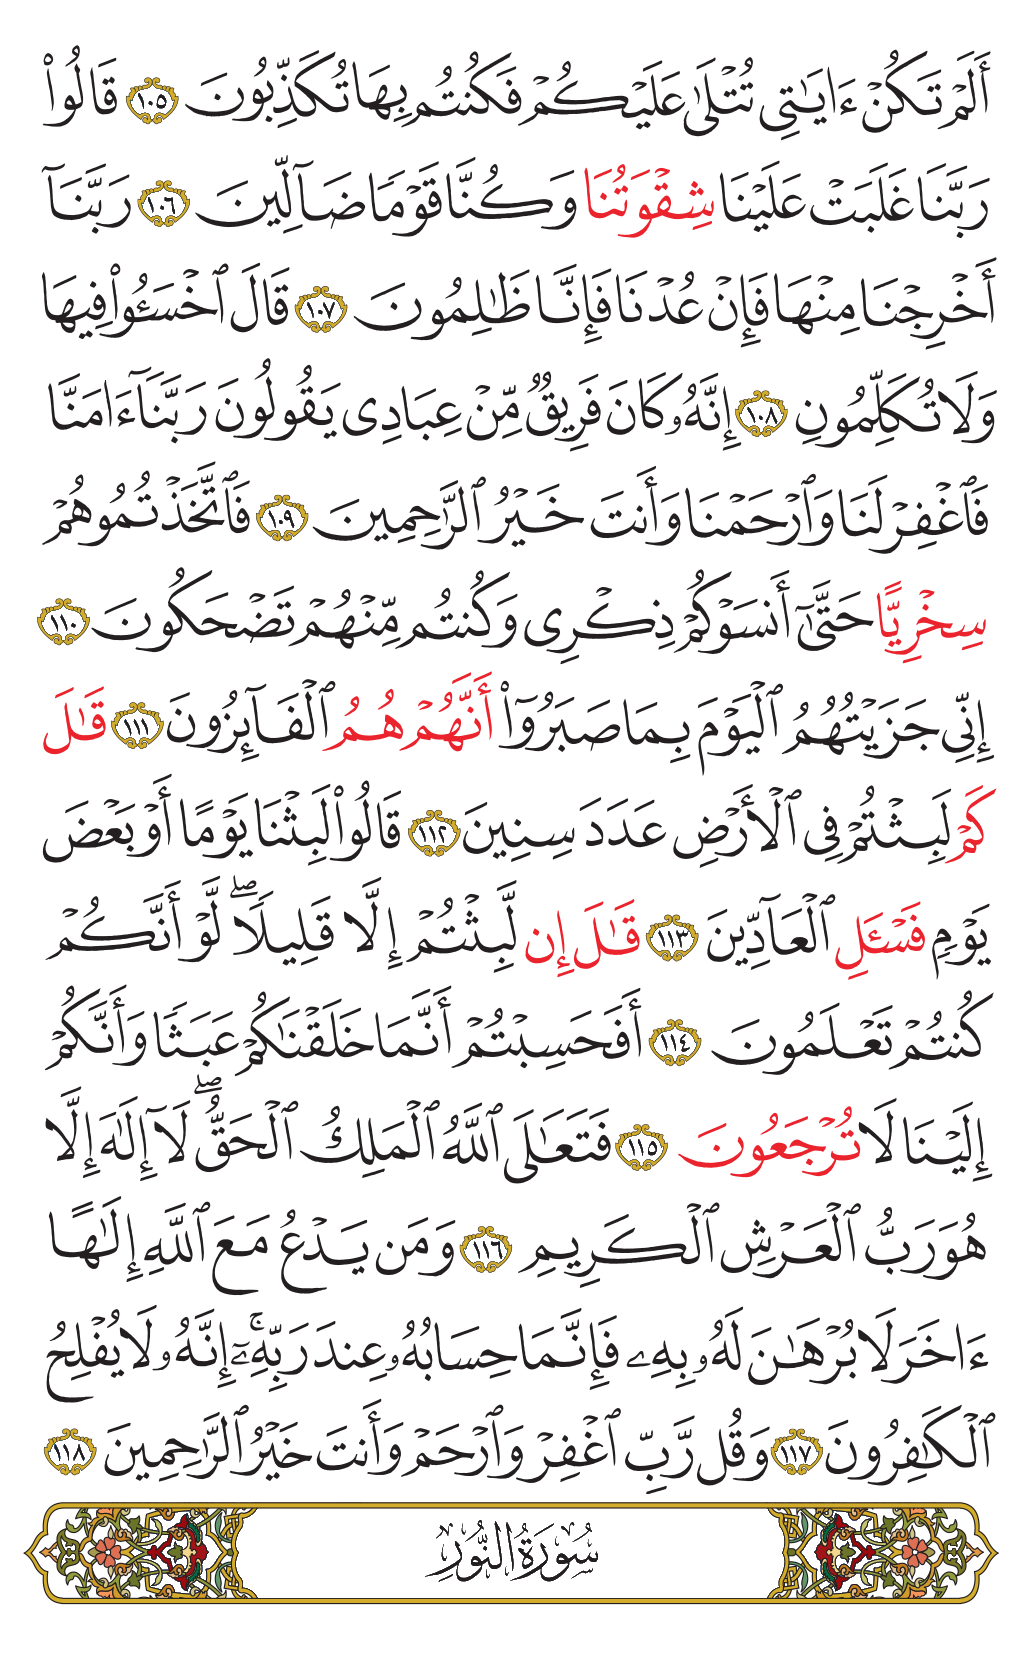 أَلَمْ تَكُنْ ءَايَٰتِى تُتْلَىٰ عَلَيْكُمْ فَكُنتُم بِهَا تُكَذِّبُونَ ١٠٥ قَالُوا۟
رَبَّنَا غَلَبَتْ عَلَيْنَا شِقْوَتُنَا وَكُنَّا قَوْمًا ضَآلِّينَ ١٠٦ رَبَّنَآ
أَخْرِجْنَا مِنْهَا فَإِنْ عُدْنَا فَإِنَّا ظَٰلِمُونَ ١٠٧ قَالَ ٱخْسَـُٔوا۟ فِيهَا
وَلَا تُكَلِّمُونِ ١٠٨ إِنَّهُۥ كَانَ فَرِيقٌ مِّنْ عِبَادِى يَقُولُونَ رَبَّنَآ ءَامَنَّا
فَٱغْفِرْ لَنَا وَٱرْحَمْنَا وَأَنتَ خَيْرُ ٱلرَّٰحِمِينَ ١٠٩ فَٱتَّخَذْتُمُوهُمْ
سِخْرِيًّا حَتَّىٰٓ أَنسَوْكُمْ ذِكْرِى وَكُنتُم مِّنْهُمْ تَضْحَكُونَ ١١٠
إِنِّى جَزَيْتُهُمُ ٱلْيَوْمَ بِمَا صَبَرُوٓا۟ أَنَّهُمْ هُمُ ٱلْفَآئِزُونَ ١١١ قَٰلَ
كَمْ لَبِثْتُمْ فِى ٱلْأَرْضِ عَدَدَ سِنِينَ ١١٢ قَالُوا۟ لَبِثْنَا يَوْمًا أَوْ بَعْضَ
يَوْمٍ فَسْـَٔلِ ٱلْعَآدِّينَ ١١٣ قَٰلَ إِن لَّبِثْتُمْ إِلَّا قَلِيلًا ۖ لَّوْ أَنَّكُمْ
كُنتُمْ تَعْلَمُونَ ١١٤ أَفَحَسِبْتُمْ أَنَّمَا خَلَقْنَٰكُمْ عَبَثًا وَأَنَّكُمْ
إِلَيْنَا لَا تُرْجَعُونَ ١١٥ فَتَعَٰلَى ٱللَّهُ ٱلْمَلِكُ ٱلْحَقُّ ۖ لَآ إِلَٰهَ إِلَّا
هُوَ رَبُّ ٱلْعَرْشِ ٱلْكَرِيمِ ١١٦ وَمَن يَدْعُ مَعَ ٱللَّهِ إِلَٰهًا
ءَاخَرَ لَا بُرْهَٰنَ لَهُۥ بِهِۦ فَإِنَّمَا حِسَابُهُۥ عِندَ رَبِّهِۦٓ ۚ إِنَّهُۥ لَا يُفْلِحُ
ٱلْكَٰفِرُونَ ١١٧ وَقُل رَّبِّ ٱغْفِرْ وَٱرْحَمْ وَأَنتَ خَيْرُ ٱلرَّٰحِمِينَ ١١٨
سُورَةُ النُّورِ